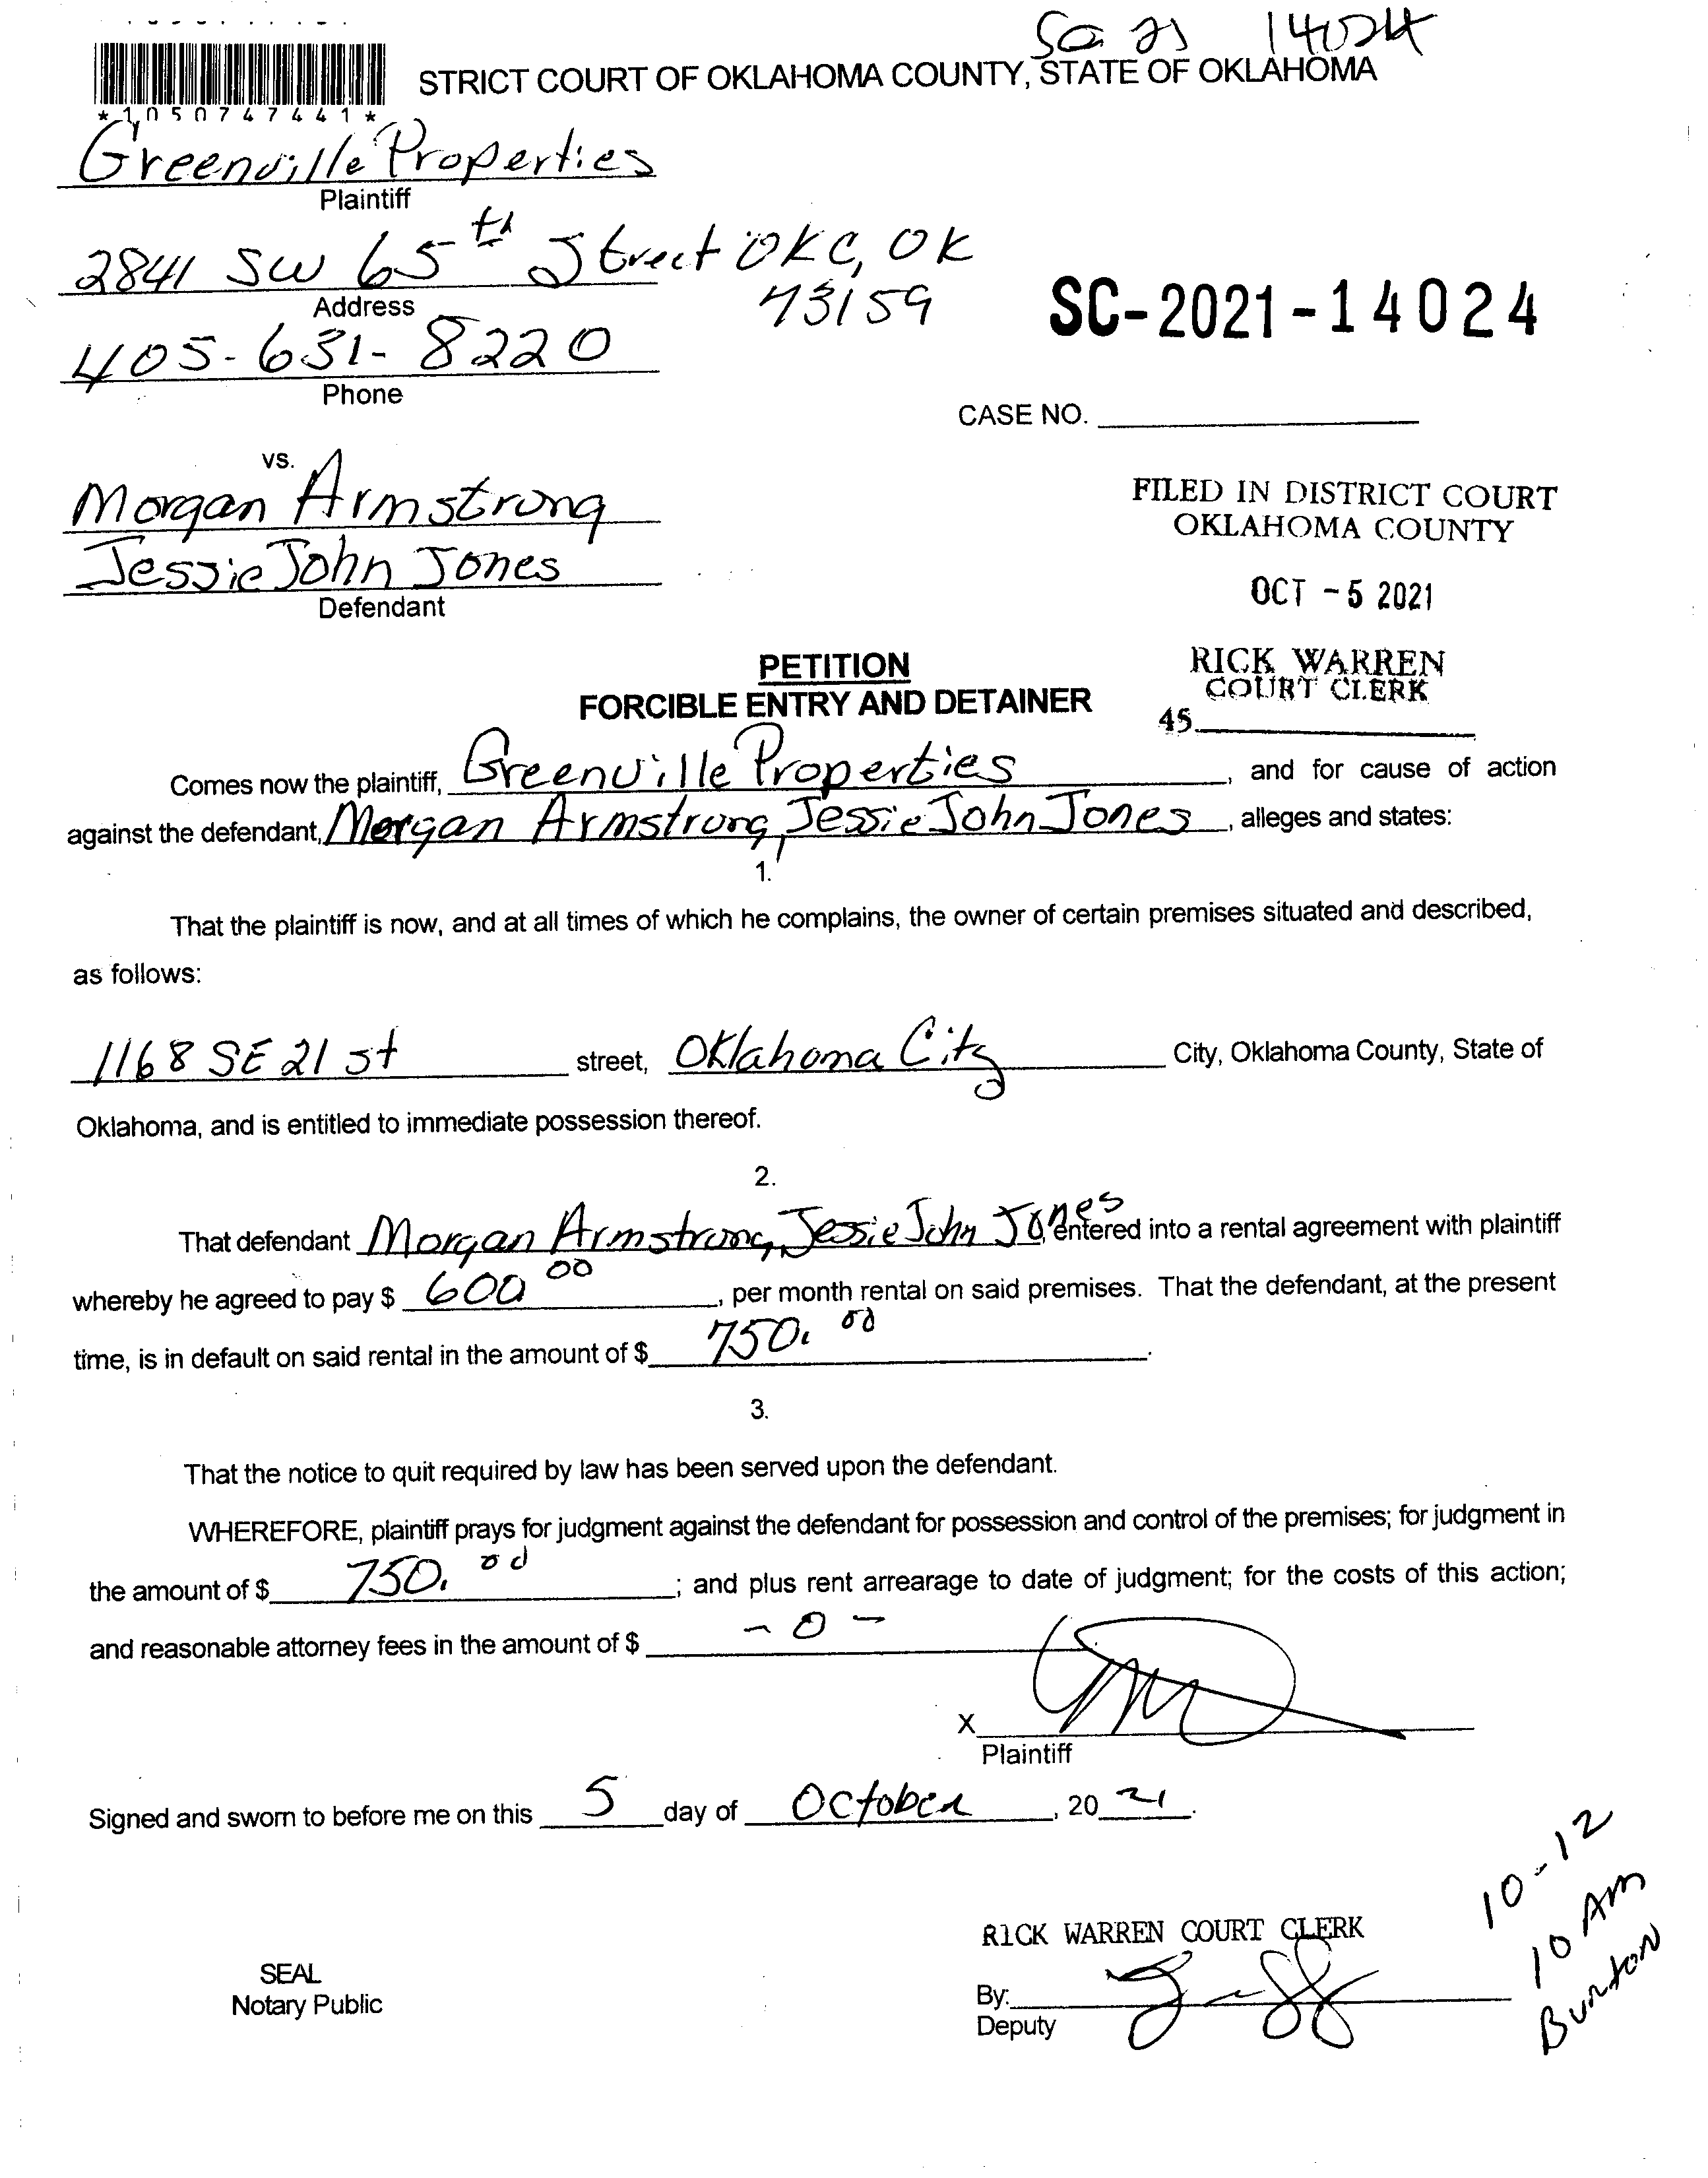 SC 21 14024
STRICT COURT OF OKLAHOMA COUNTY, STATE OF OKLAHOMA
*1050747441*
Greenville Properties
Plaintiff
2841 SW 65th Street OKC, OK
73159
Address
SC-2021-14024
405-631-8220
Phone
CASE NO.
vs.
Morgan Armstrong
Jessie John Jones
Defendant
FILED IN DISTRICT COURT
OKLAHOMA COUNTY
OCT -5 2021
RICK WARREN
COURT CLERK
45
PETITION
FORCIBLE ENTRY AND DETAINER
Comes now the plaintiff, Greenville Properties, and for cause of action
against the defendant, Morgan Armstrong, Jessie John Jones, alleges and states:
1.
That the plaintiff is now, and at all times of which he complains, the owner of certain premises situated and described,
as follows:
1168 SE 21 st street, Oklahoma City City, Oklahoma County, State of
Oklahoma, and is entitled to immediate possession thereof.
2.
That defendant Morgan Armstrong, Jessie John Jones, entered into a rental agreement with plaintiff
whereby he agreed to pay $ 600 00, per month rental on said premises. That the defendant, at the present
time, is in default on said rental in the amount of $ 750. 00.
3.
That the notice to quit required by law has been served upon the defendant.
WHEREFORE, plaintiff prays for judgment against the defendant for possession and control of the premises; for judgment in
the amount of $ 750. 00; and plus rent arrearage to date of judgment; for the costs of this action;
and reasonable attorney fees in the amount of $ -0-
X
Plaintiff
Signed and sworn to before me on this 5 day of October, 20 21.
10-12
10 AM
Burton
RICK WARREN COURT CLERK
SEAL
Notary Public
By:
Deputy